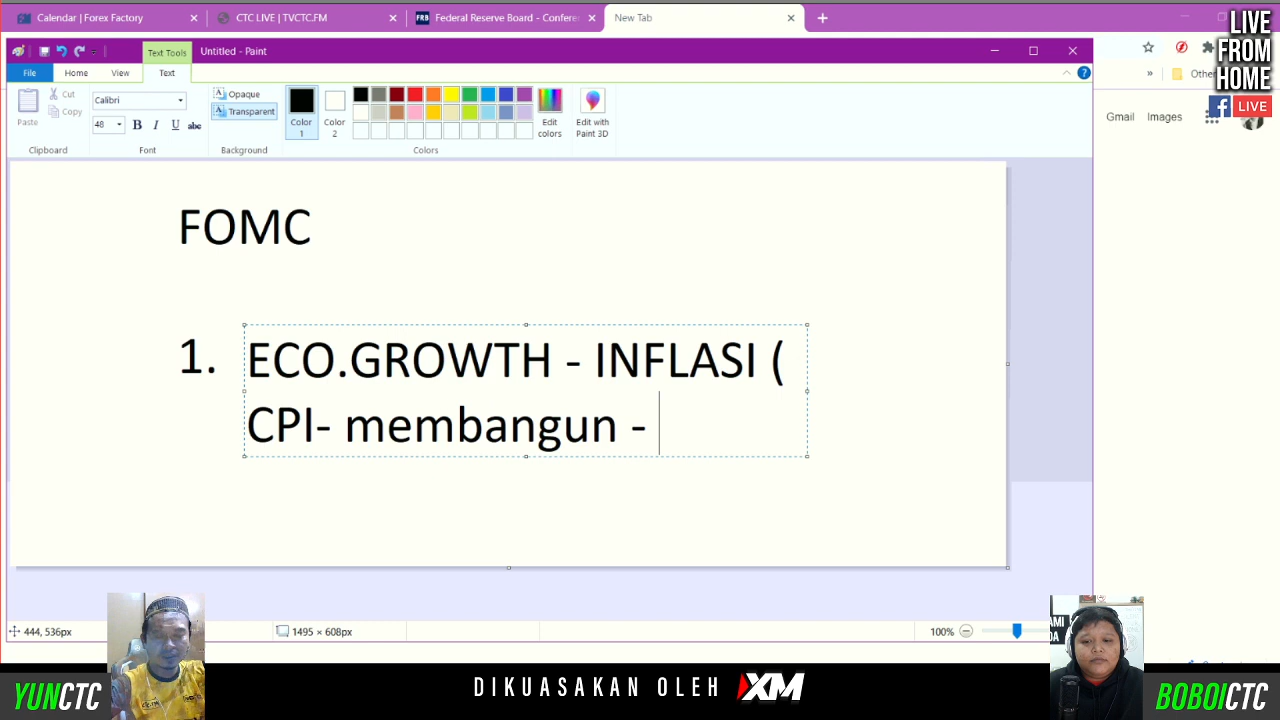 Calendar | Forex Factory
CTC LIVE | TVCTC.FM
FRB
Federal Reserve Board - Confere
New Tab
LIVE
FROM
HOME
LIVE
Text Tools
Untitled - Paint
File
Home
View
Text
Paste
Cut
Copy
Clipboard
Calibri
48
B I U abc
Font
Opaque
Transparent
Background
Color
1
Color
2
Edit
colors
Colors
Edit with
Paint 3D
»
Other
Gmail
Images
FOMC
1.
ECO.GROWTH - INFLASI (
CPI- membangun -
444, 536px
1495 × 608px
100%
YUNCTC
DIKUASAKAN OLEH XM
BOBOICTC